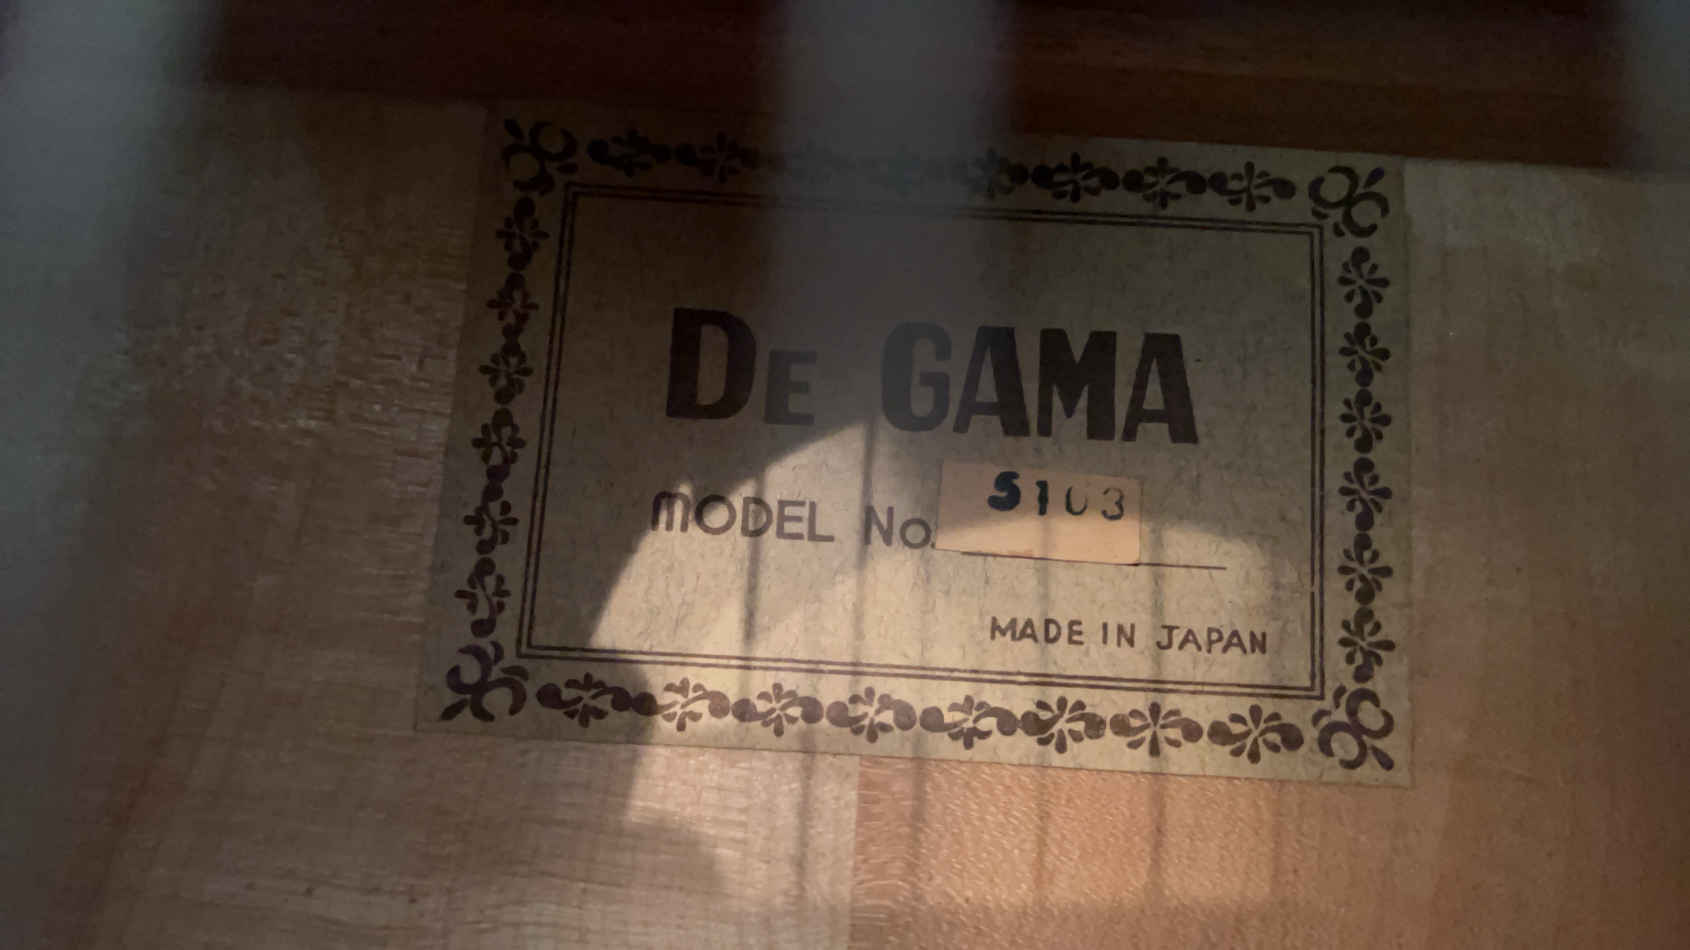 DE GAMA
MODEL No. S103
MADE IN JAPAN